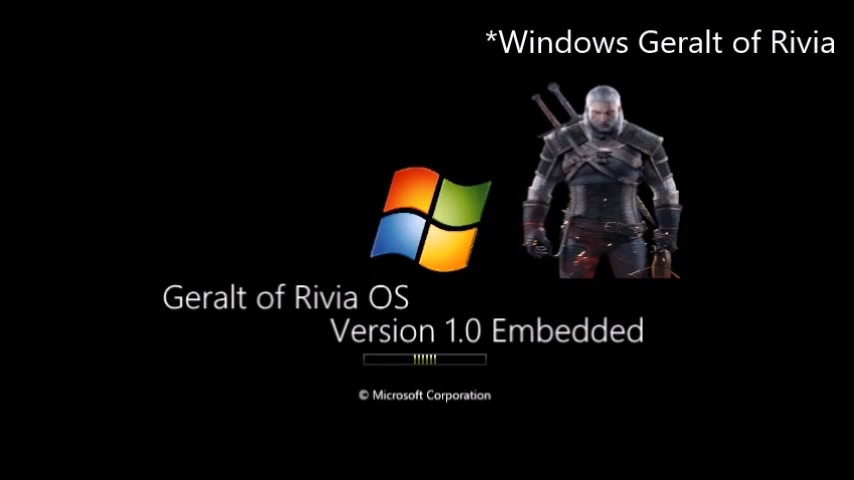 *Windows Geralt of Rivia
Geralt of Rivia OS
Version 1.0 Embedded
© Microsoft Corporation